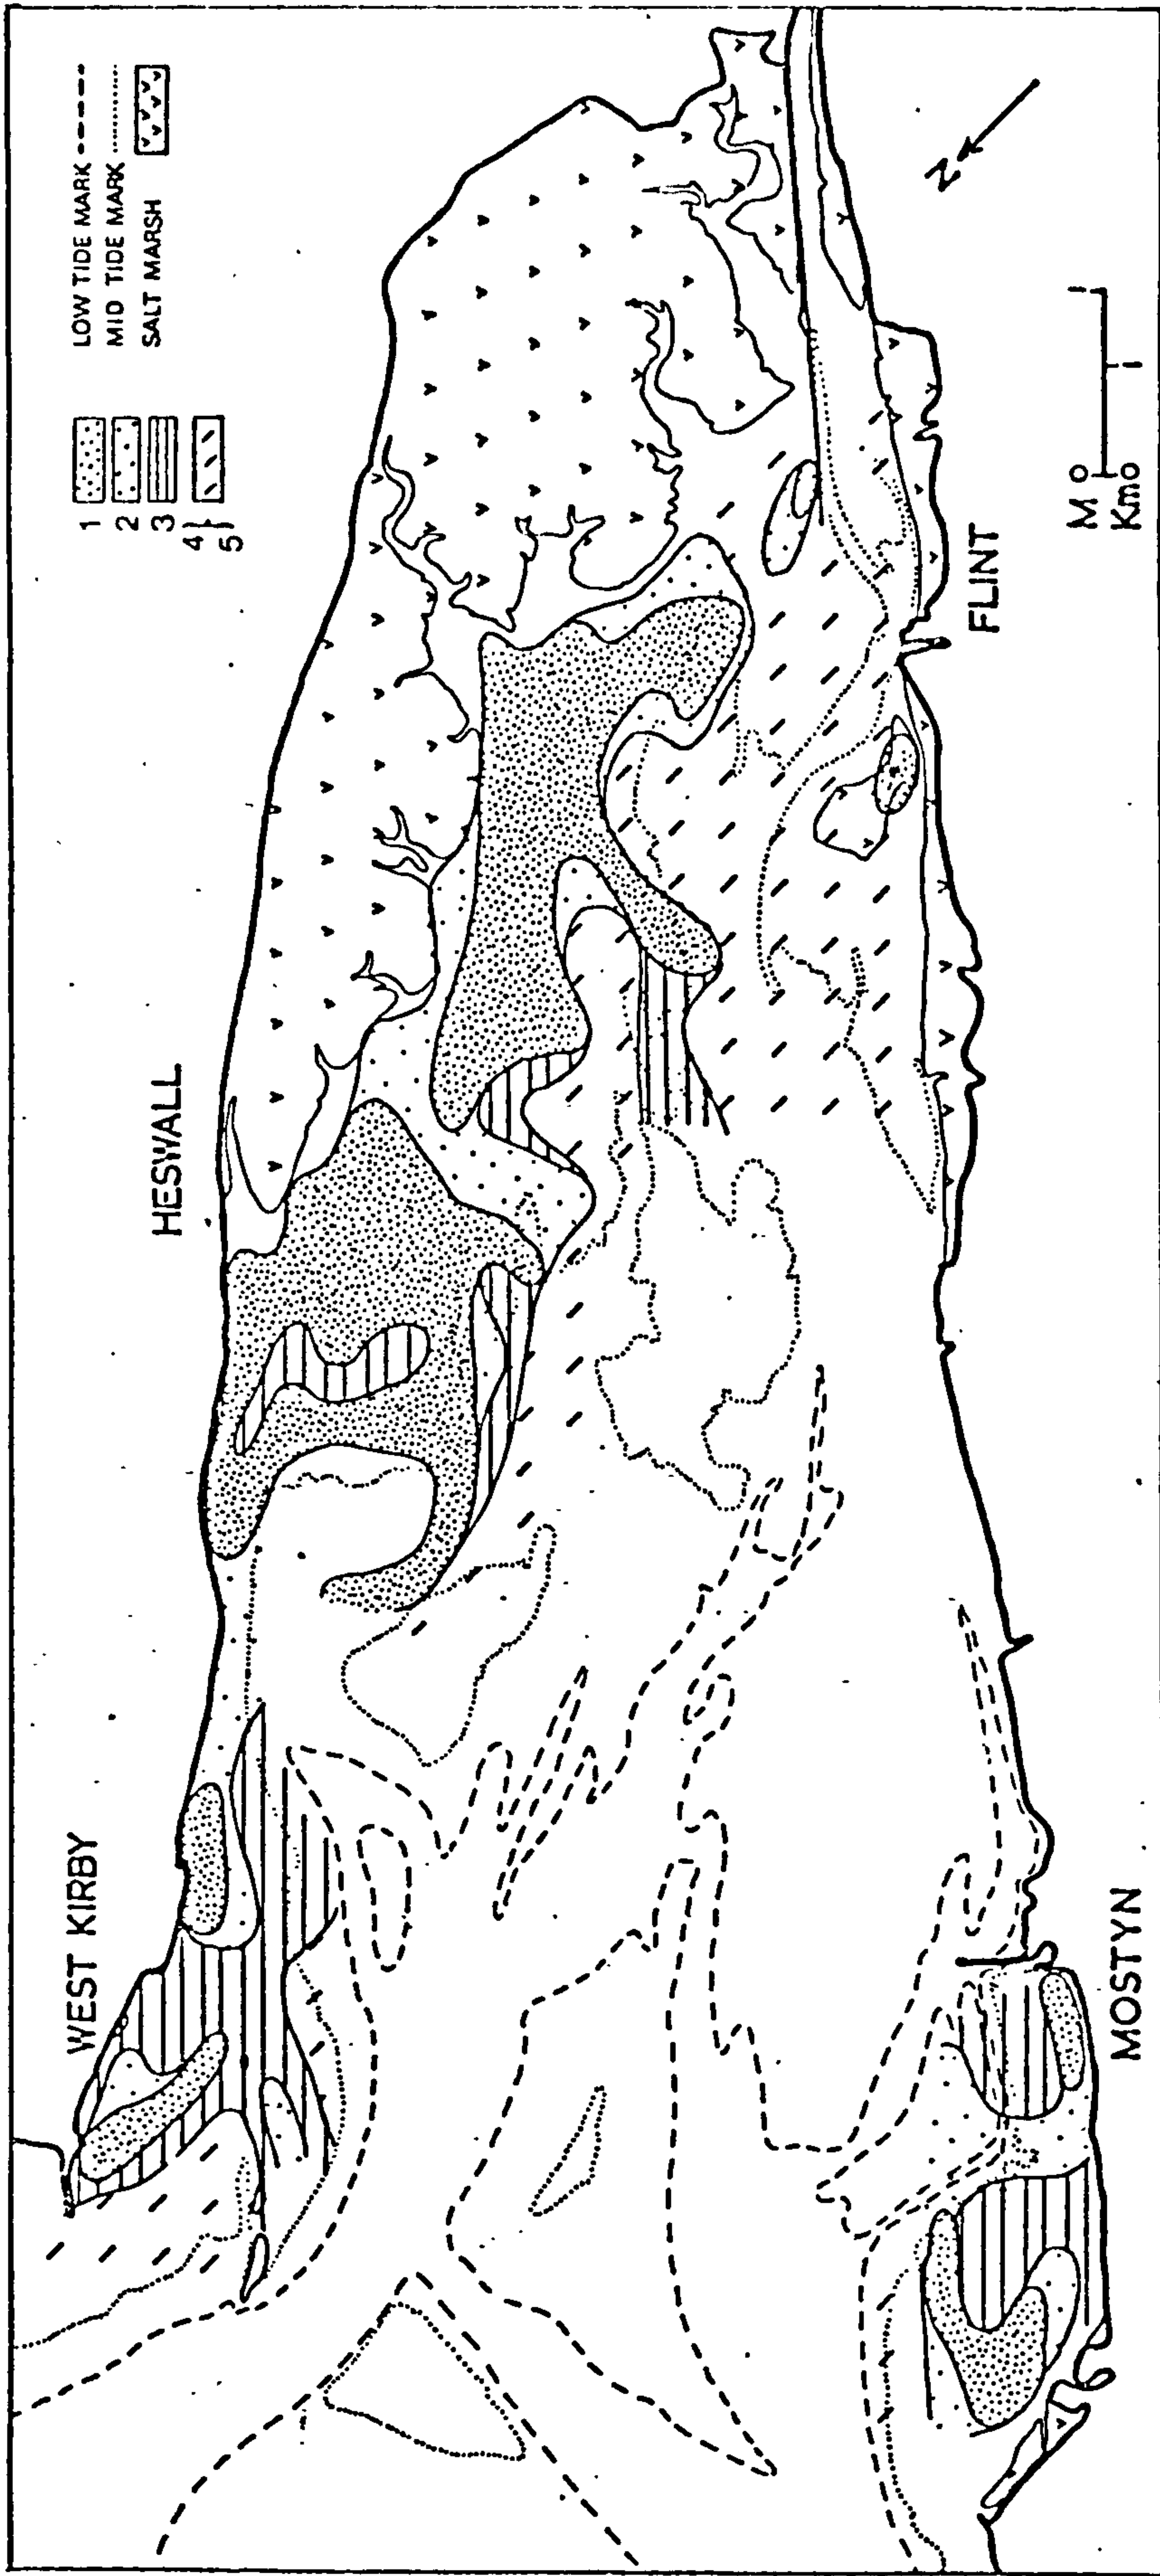 LOW TIDE MARK
MID TIDE MARK
SALT MARSH
1
2
3
4
5
WEST KIRBY
HESWALL
N
FLINT
MOSTYN
M 0 1
Km 0 1